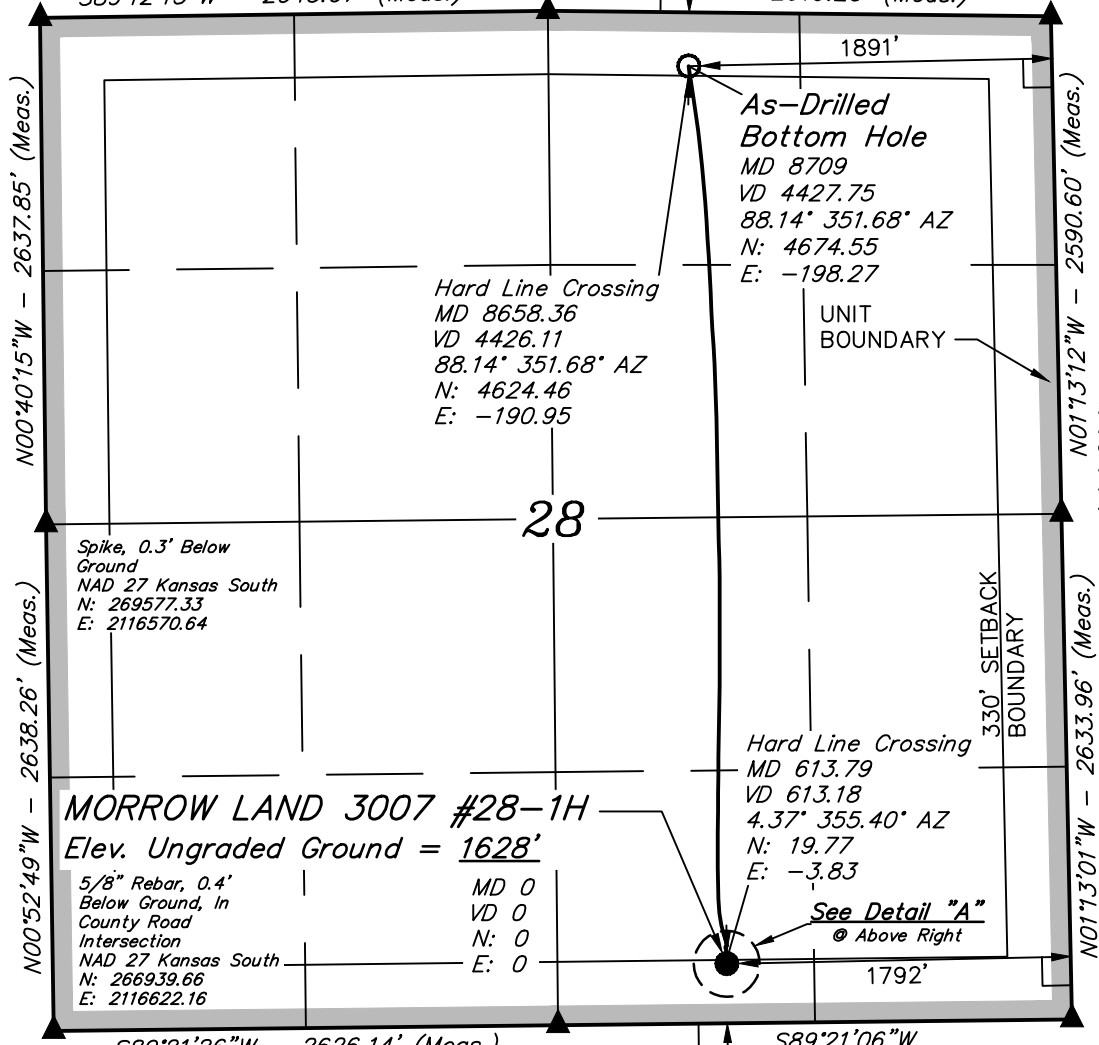 1891'
As-Drilled
Bottom Hole
MD 8709
VD 4427.75
88.14° 351.68° AZ
N: 4674.55
E: -198.27
N00°40'15"W - 2637.85' (Meas.)
N01°13'12"W - 2590.60' (Meas.)
Hard Line Crossing
MD 8658.36
VD 4426.11
88.14° 351.68° AZ
N: 4624.46
E: -190.95
UNIT
BOUNDARY
28
Spike, 0.3' Below
Ground
NAD 27 Kansas South
N: 269577.33
E: 2116570.64
330' SETBACK
BOUNDARY
N00°52'49"W - 2638.26' (Meas.)
N01°13'01"W - 2633.96' (Meas.)
Hard Line Crossing
MD 613.79
VD 613.18
4.37° 355.40° AZ
N: 19.77
E: -3.83
MORROW LAND 3007 #28-1H
Elev. Ungraded Ground = 1628'
5/8" Rebar, 0.4'
Below Ground, In
County Road
Intersection
NAD 27 Kansas South
N: 266939.66
E: 2116622.16
MD 0
VD 0
N: 0
E: 0
See Detail "A"
@ Above Right
1792'
S89°21'06"W